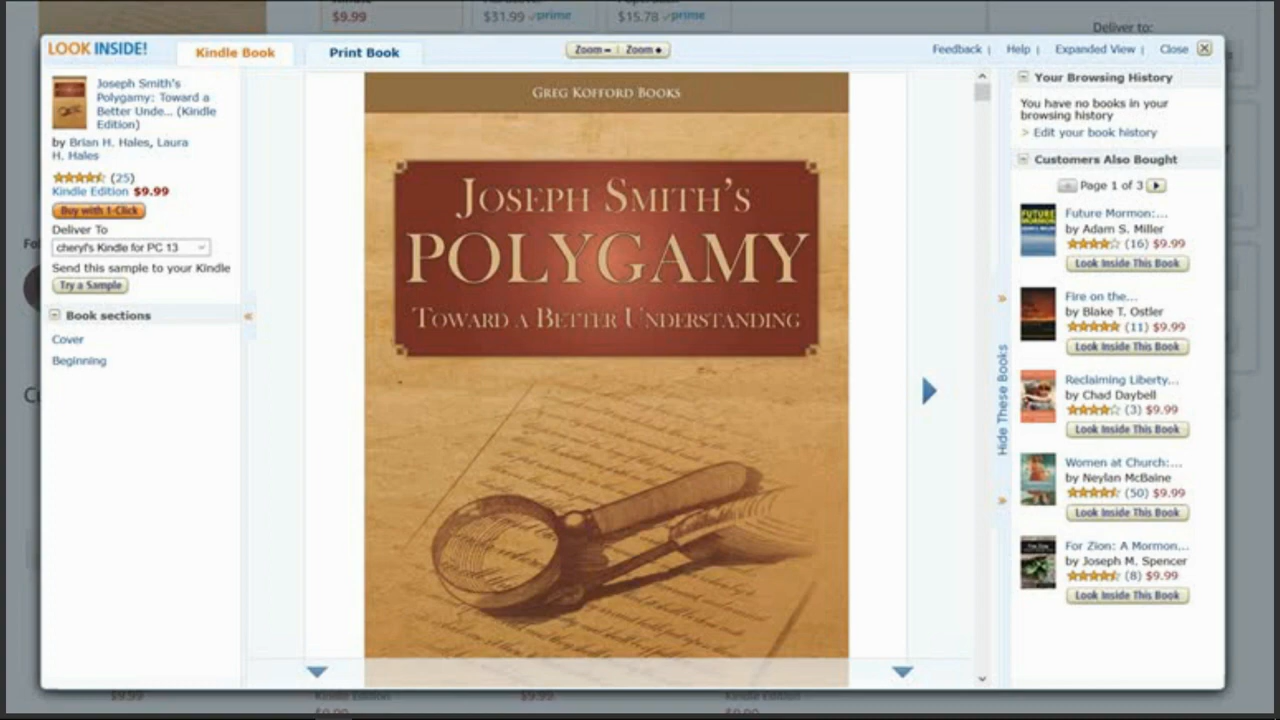 $9.99
$31.99 prime
$15.78 prime
Deliver to:
LOOK INSIDE!
Kindle Book
Print Book
Zoom
Zoom
Feedback
Help
Expanded View
Close
Joseph Smith's
Polygamy: Toward a
Better Unde... (Kindle
Edition)
by Brian H. Hales, Laura
H. Hales
(25)
Kindle Edition $9.99
Buy with 1-Click
Deliver To
cheryl's Kindle for PC 13
Send this sample to your Kindle
Try a Sample
Book sections
Cover
Beginning
GREG KOFFORD BOOKS
JOSEPH SMITH'S
POLYGAMY
TOWARD A BETTER UNDERSTANDING
Hide These Books
Your Browsing History
You have no books in your
browsing history
> Edit your book history
Customers Also Bought
Page 1 of 3
FUTURE
MORMON
Future Mormon:...
by Adam S. Miller
(16) $9.99
Look Inside This Book
Fire on the...
by Blake T. Ostler
(11) $9.99
Look Inside This Book
Reclaiming Liberty...
by Chad Daybell
(3) $9.99
Look Inside This Book
Women at Church:...
by Neylan McBaine
(50) $9.99
Look Inside This Book
For Zion: A Mormon,...
by Joseph M. Spencer
(8) $9.99
Look Inside This Book
$9.99
Kindle Edition
$9.99
Kindle Edition
$9.99
$9.99